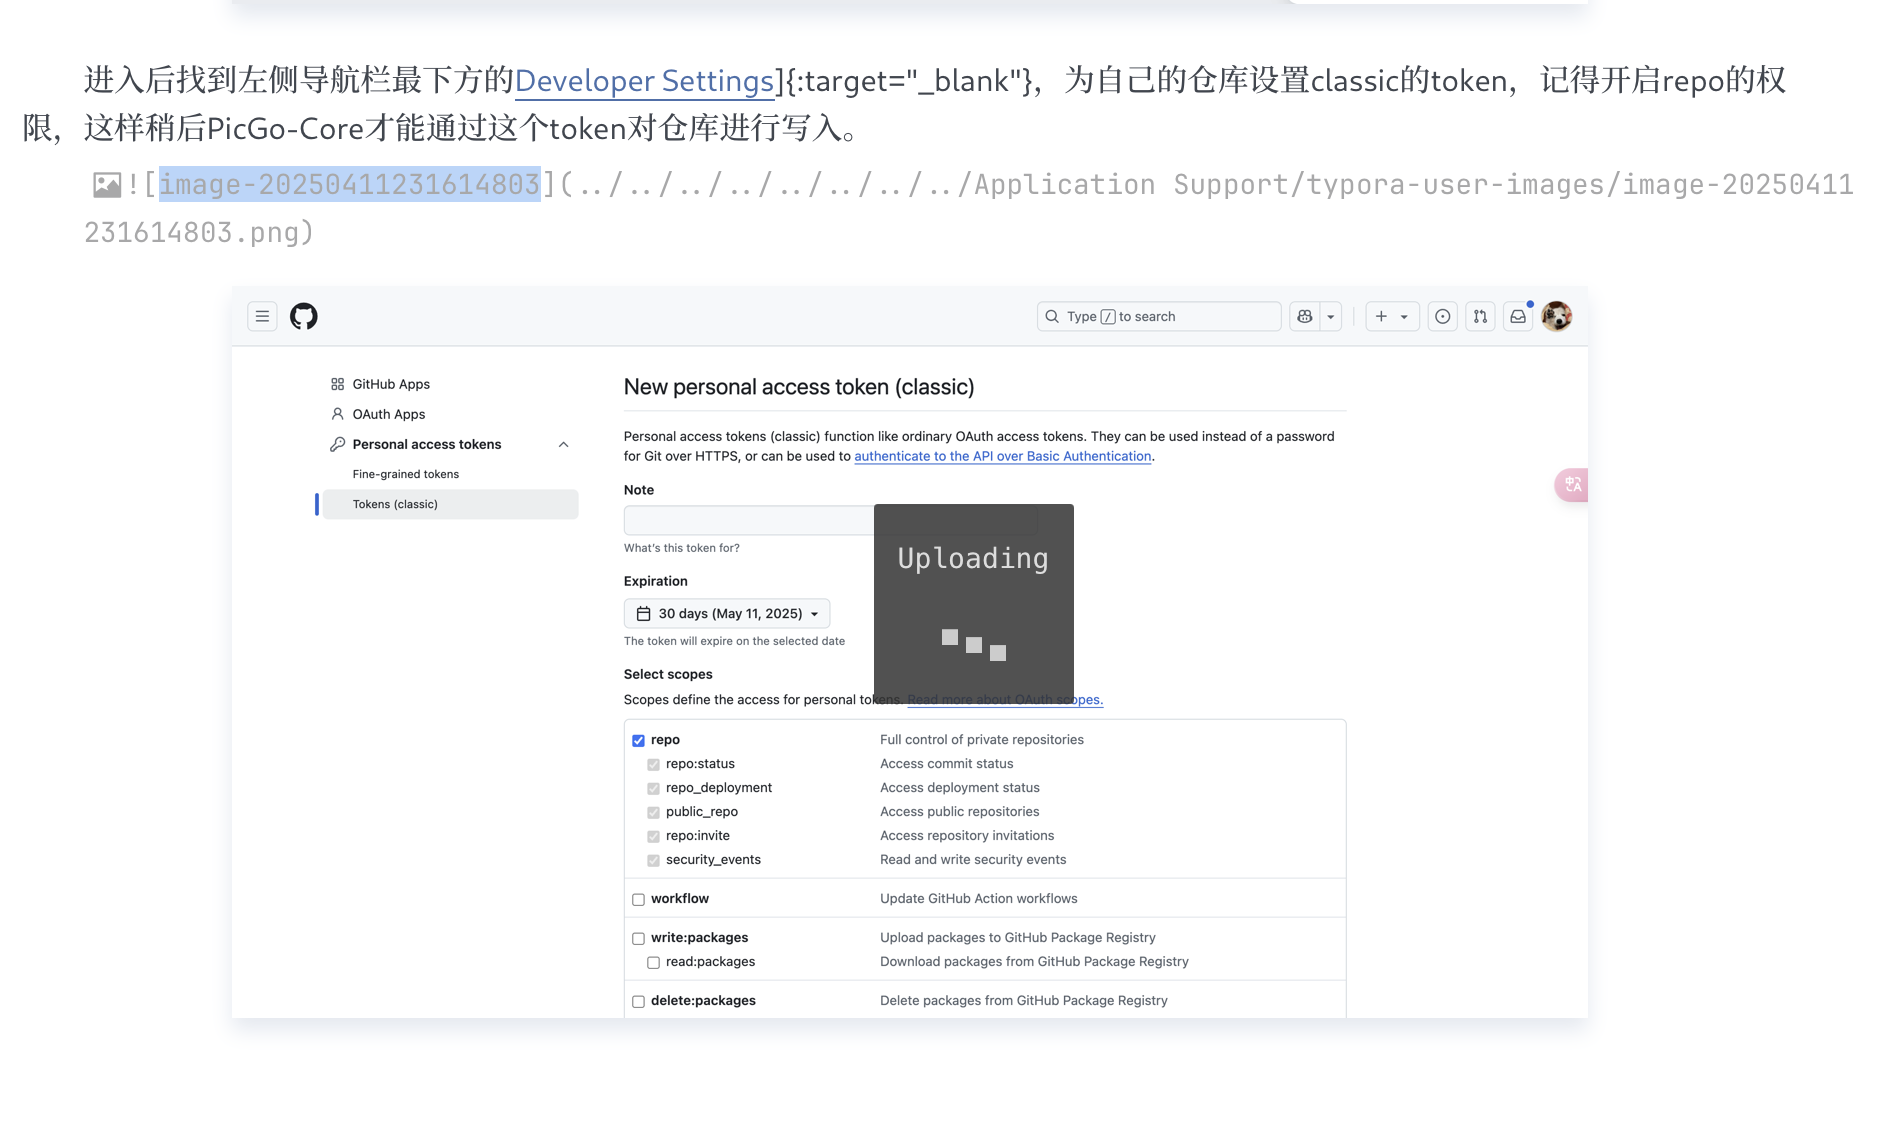 进入后找到左侧导航栏最下方的Developer Settings]{:target="_blank"}，为自己的仓库设置classic的token，记得开启repo的权
限，这样稍后PicGo-Core才能通过这个token对仓库进行写入。
![image-20250411231614803](../../../../../../../../Application Support/typora-user-images/image-20250411
231614803.png)
Type / to search
GitHub Apps
OAuth Apps
Personal access tokens
Fine-grained tokens
Tokens (classic)
New personal access token (classic)
Personal access tokens (classic) function like ordinary OAuth access tokens. They can be used instead of a password
for Git over HTTPS, or can be used to authenticate to the API over Basic Authentication.
Note
What's this token for?
Uploading
Expiration
30 days (May 11, 2025)
The token will expire on the selected date
Select scopes
Scopes define the access for personal tokens. Read more about OAuth scopes.
repo Full control of private repositories
repo:status Access commit status
repo_deployment Access deployment status
public_repo Access public repositories
repo:invite Access repository invitations
security_events Read and write security events
workflow Update GitHub Action workflows
write:packages Upload packages to GitHub Package Registry
read:packages Download packages from GitHub Package Registry
delete:packages Delete packages from GitHub Package Registry